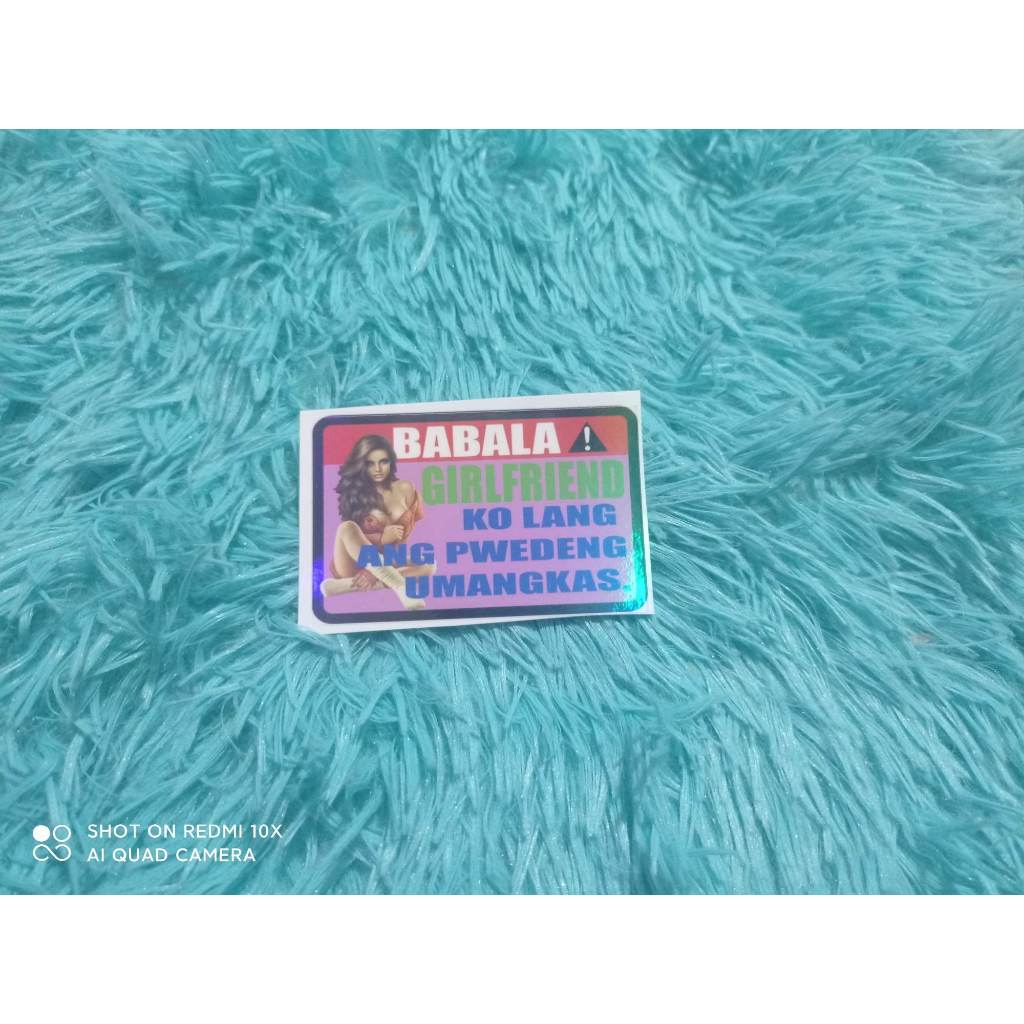 BABALA
GIRLFRIEND
KO LANG
ANG PWEDENG
UMANGKAS.
SHOT ON REDMI 10X
AI QUAD CAMERA